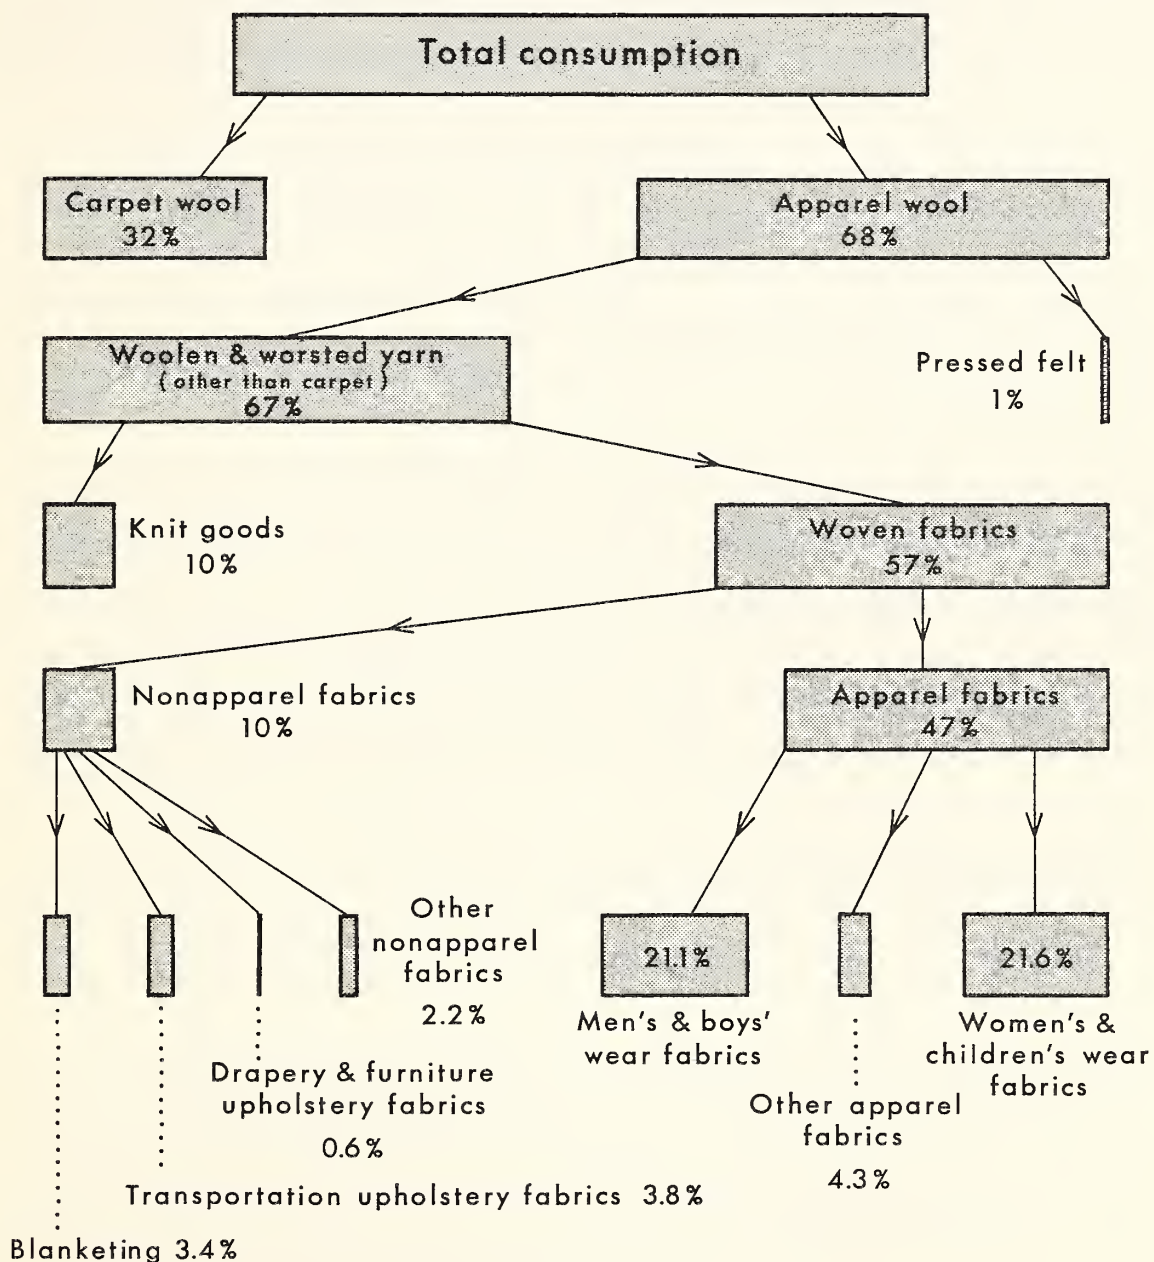 Total consumption
Carpet wool
32%
Apparel wool
68%
Woolen & worsted yarn
(other than carpet)
67%
Pressed felt
1%
Knit goods
10%
Woven fabrics
57%
Nonapparel fabrics
10%
Apparel fabrics
47%
Other
nonapparel
fabrics
2.2%
21.1%
Men's & boys'
wear fabrics
21.6%
Women's &
children's wear
fabrics
Drapery & furniture
upholstery fabrics
0.6%
Other apparel
fabrics
4.3%
Transportation upholstery fabrics 3.8%
Blanketing 3.4%